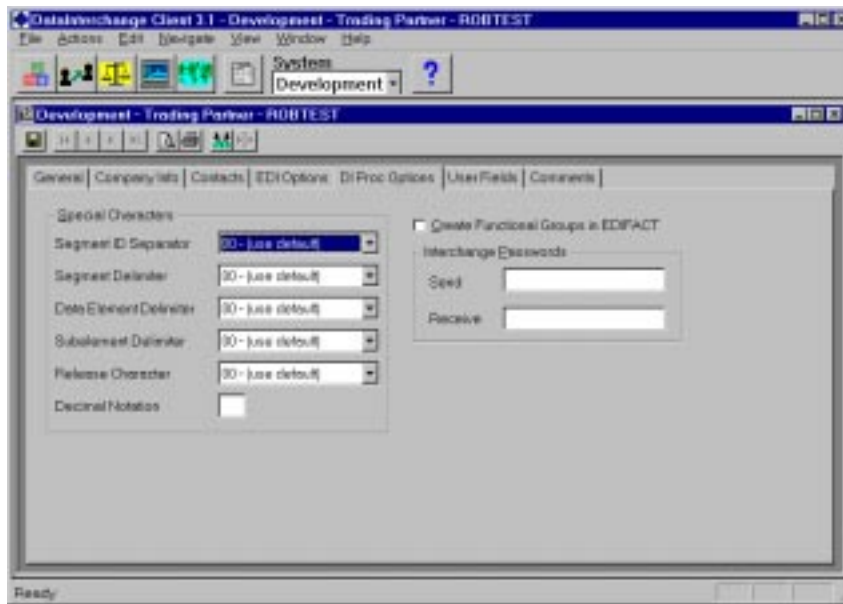 DataInterchange Client 3.1 - Development - Trading Partner - ROBTEST
File Actions Edit Navigate View Window Help
System
Development
?
Development - Trading Partner - ROBTEST
General Company Info Contacts EDI Options DI Proc Options User Fields Comments
Special Characters
Segment ID Separator 00 - (use default)
Segment Delimiter 00 - (use default)
Data Element Delimiter 00 - (use default)
Subelement Delimiter 00 - (use default)
Release Character 00 - (use default)
Decimal Notation
Create Functional Groups in EDIFACT
Interchange Passwords
Send
Receive
Ready